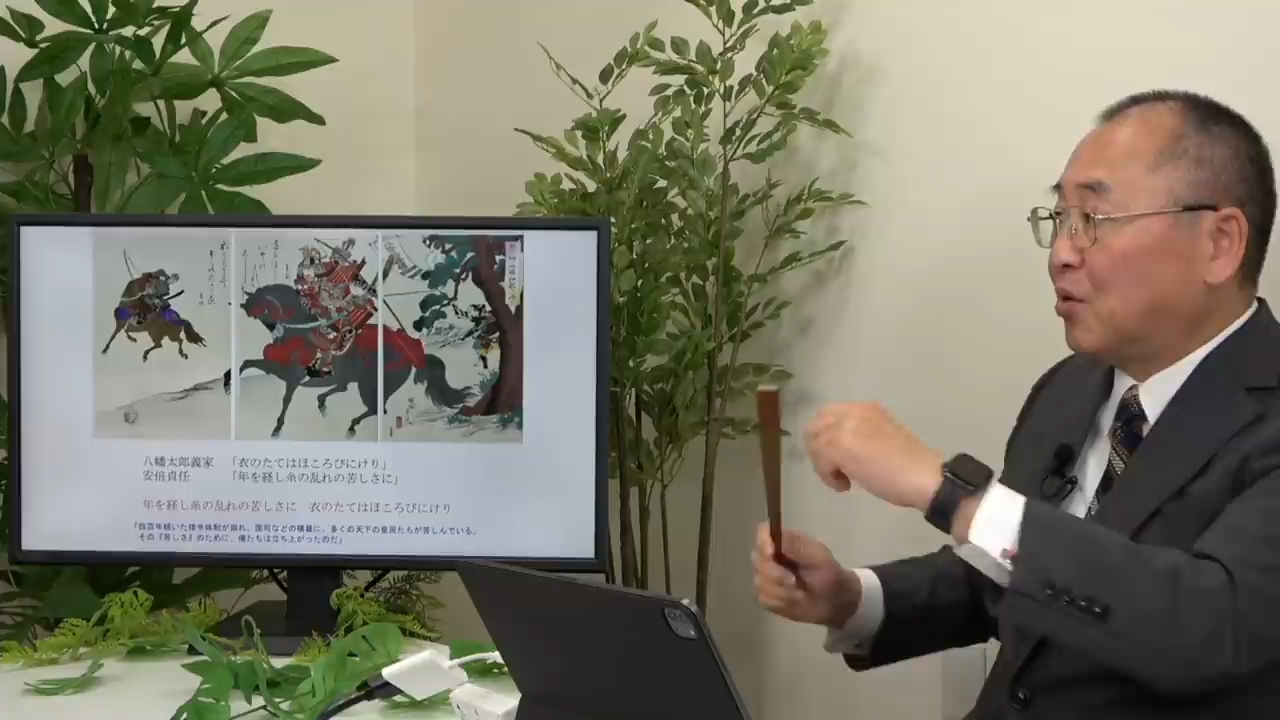 八幡太郎義家 「衣のたてはほころびにけり」
安倍貞任 「年を経し糸の乱れの苦しさに」
年を経し糸の乱れの苦しさに 衣のたてはほころびにけり
「四百年続いた律令体制が崩れ、国司などの横暴に、多くの天下の皇民たちが苦しんでいる。
その『苦しさ』のために、俺たちは立ち上がったのだ」